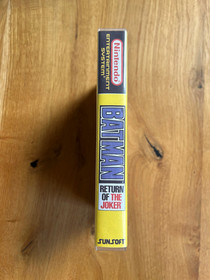 Nintendo
ENTERTAINMENT
SYSTEM
BATMAN
RETURN
OF THE
JOKER
SUNSOFT